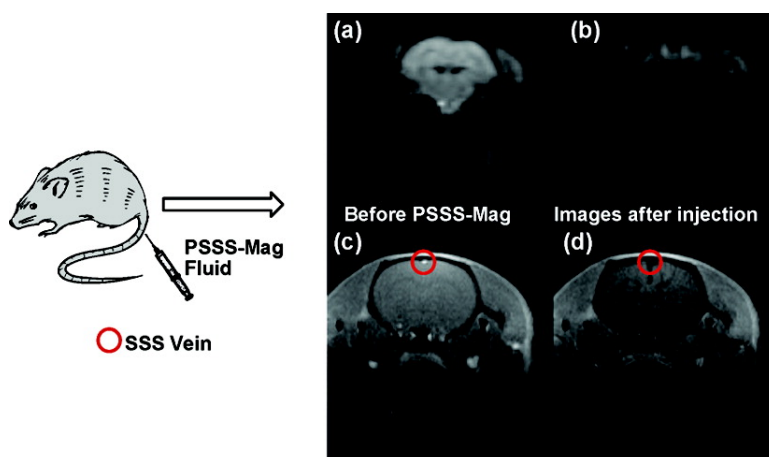 (a)
(b)
PSSS-Mag
Fluid
SSS Vein
Before PSSS-Mag
Images after injection
(c)
(d)